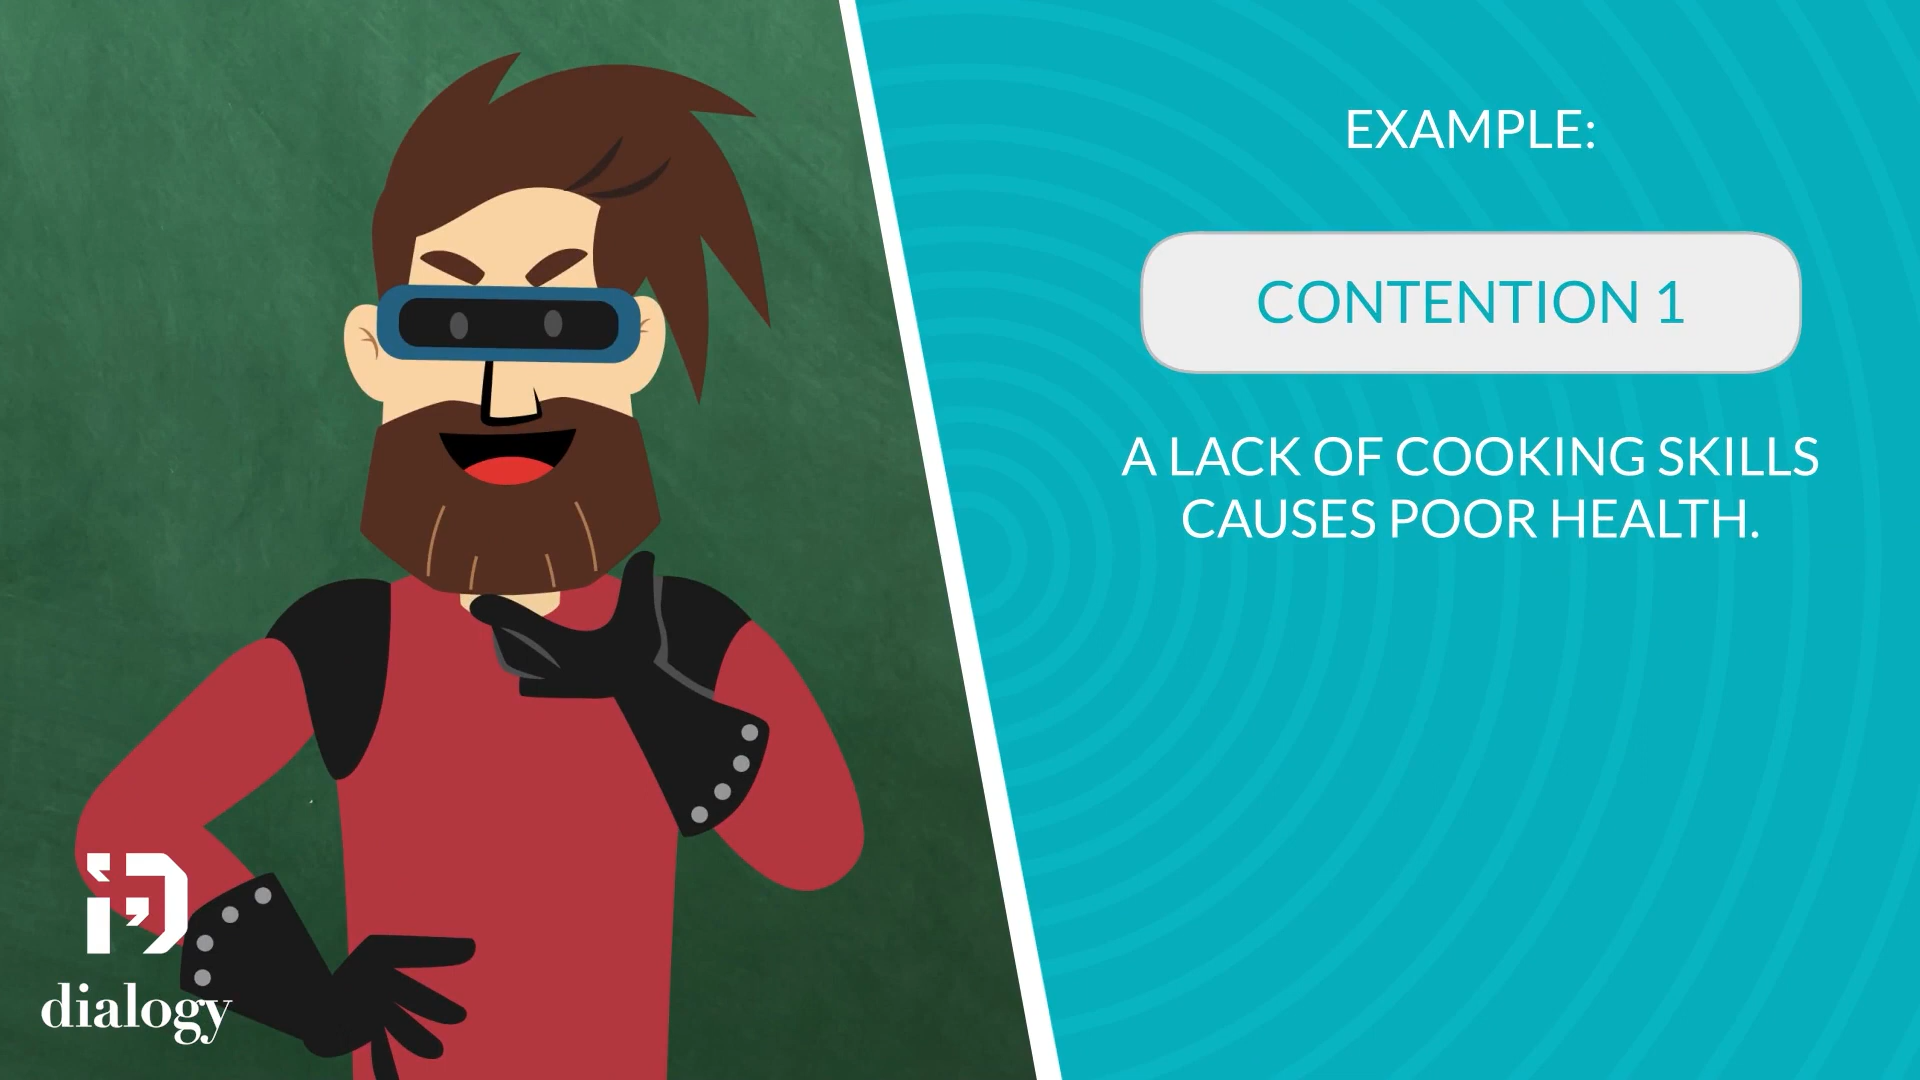 EXAMPLE:
CONTENTION 1
A LACK OF COOKING SKILLS
CAUSES POOR HEALTH.
dialogy